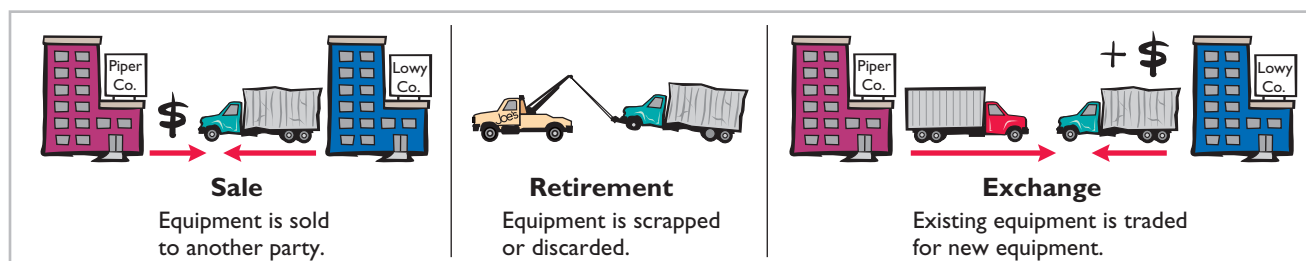 Piper
Co.
$
Lowy
Co.
Sale
Equipment is sold
to another party.
Joe's
Retirement
Equipment is scrapped
or discarded.
Piper
Co.
+ $
Lowy
Co.
Exchange
Existing equipment is traded
for new equipment.